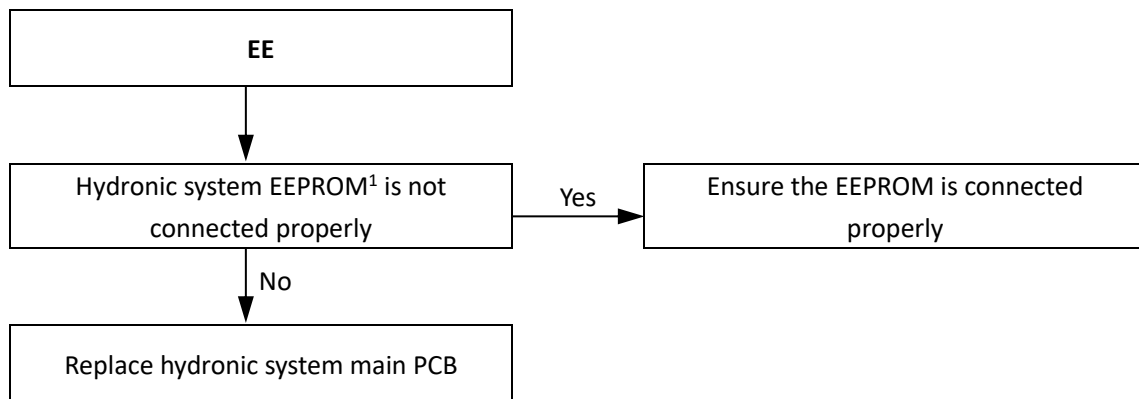 EE
Hydronic system EEPROM¹ is not
connected properly
Yes
Ensure the EEPROM is connected
properly
No
Replace hydronic system main PCB